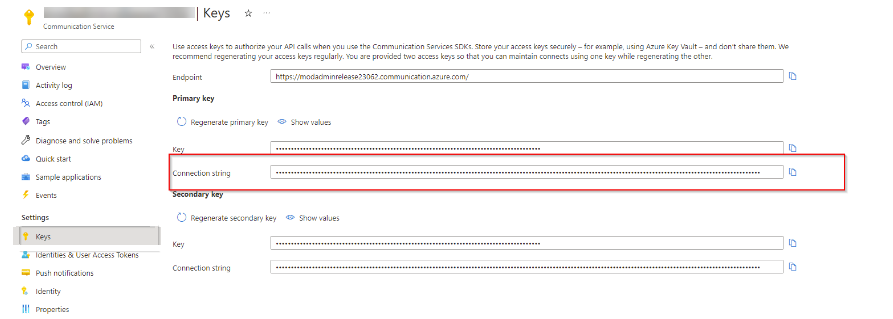 | Keys
Communication Service
Search
Use access keys to authorize your API calls when you use the Communication Services SDKs. Store your access keys securely – for example, using Azure Key Vault – and don't share them. We
recommend regenerating your access keys regularly. You are provided two access keys so that you can maintain connects using one key while regenerating the other.
Overview
Activity log
Access control (IAM)
Tags
Diagnose and solve problems
Quick start
Sample applications
Events
Settings
Keys
Identities & User Access Tokens
Push notifications
Identity
Properties
Endpoint
https://modadminrelease23062.communication.azure.com/
Primary key
Regenerate primary key
Show values
Key
Connection string
Secondary key
Regenerate secondary key
Show values
Key
Connection string